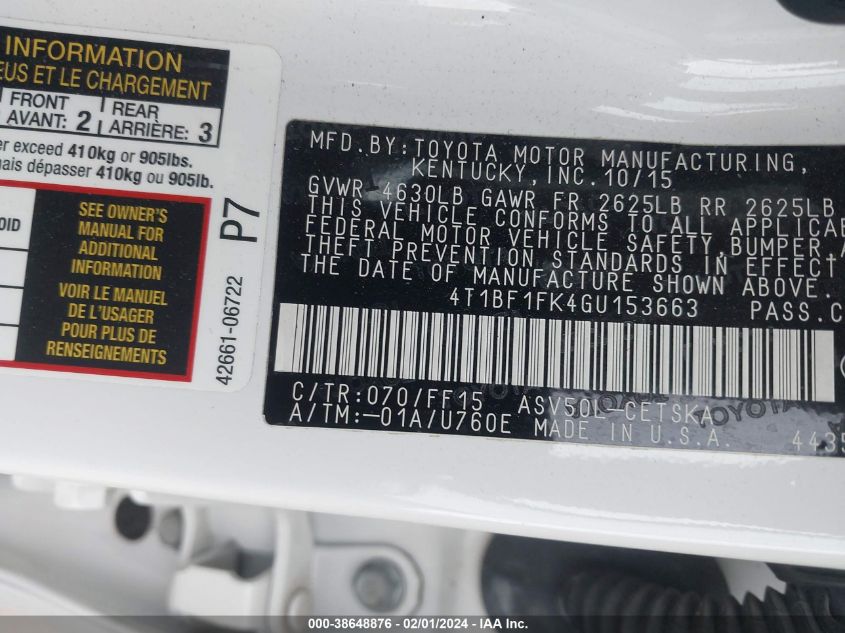 INFORMATION
EUS ET LE CHARGEMENT
FRONT
AVANT: 2
REAR
ARRIÈRE: 3
er exceed 410kg or 905lbs.
mais dépasser 410kg ou 905lb.
OID
SEE OWNER'S
MANUAL FOR
ADDITIONAL
INFORMATION
VOIR LE MANUEL
DE L'USAGER
POUR PLUS DE
RENSEIGNEMENTS
P7
42661-06722
MFD. BY: TOYOTA MOTOR MANUFACTURING,
KENTUCKY, INC. 10/15
GVWR 4630LB GAWR FR 2625LB RR 2625LB
THIS VEHICLE CONFORMS TO ALL APPLICABLE
FEDERAL MOTOR VEHICLE SAFETY, BUMPER A
THEFT PREVENTION STANDARDS IN EFFECT
THE DATE OF MANUFACTURE SHOWN ABOVE.
4T1BF1FK4GU153663 PASS.C
C/TR:070/FF15 ASV50L-CETSKA
A/TM:-01A/U760E MADE IN U.S.A. 4435
TOYOTA
000-38648876 - 02/01/2024 - IAA Inc.